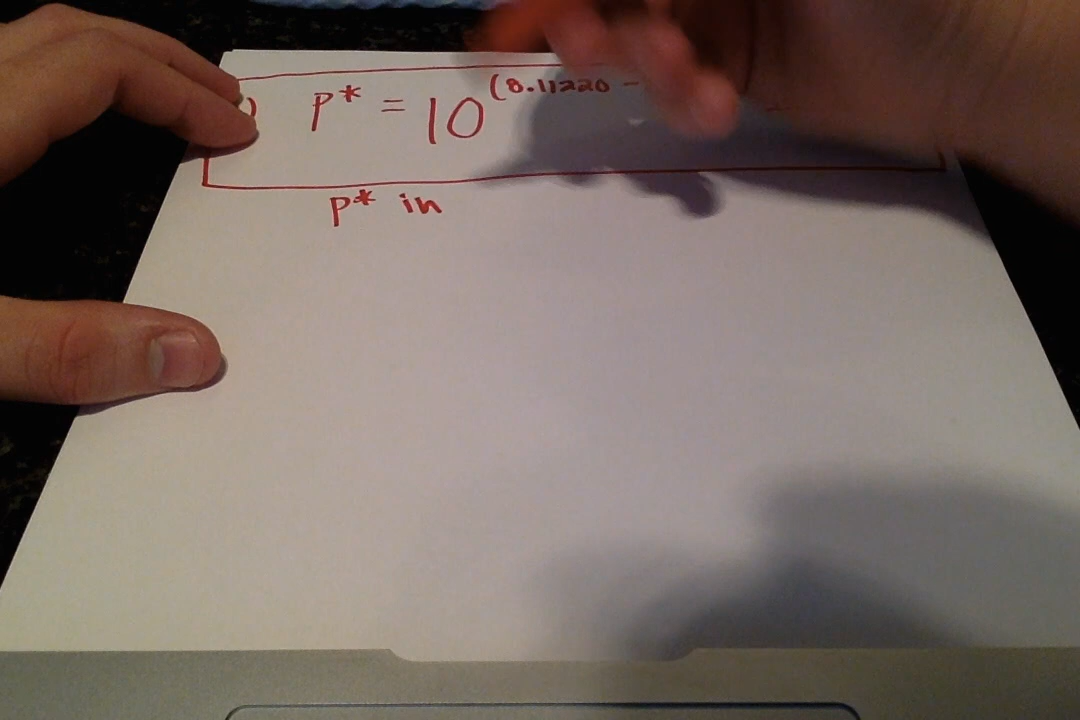 ) P* = 10^(8.11220 -
P* in